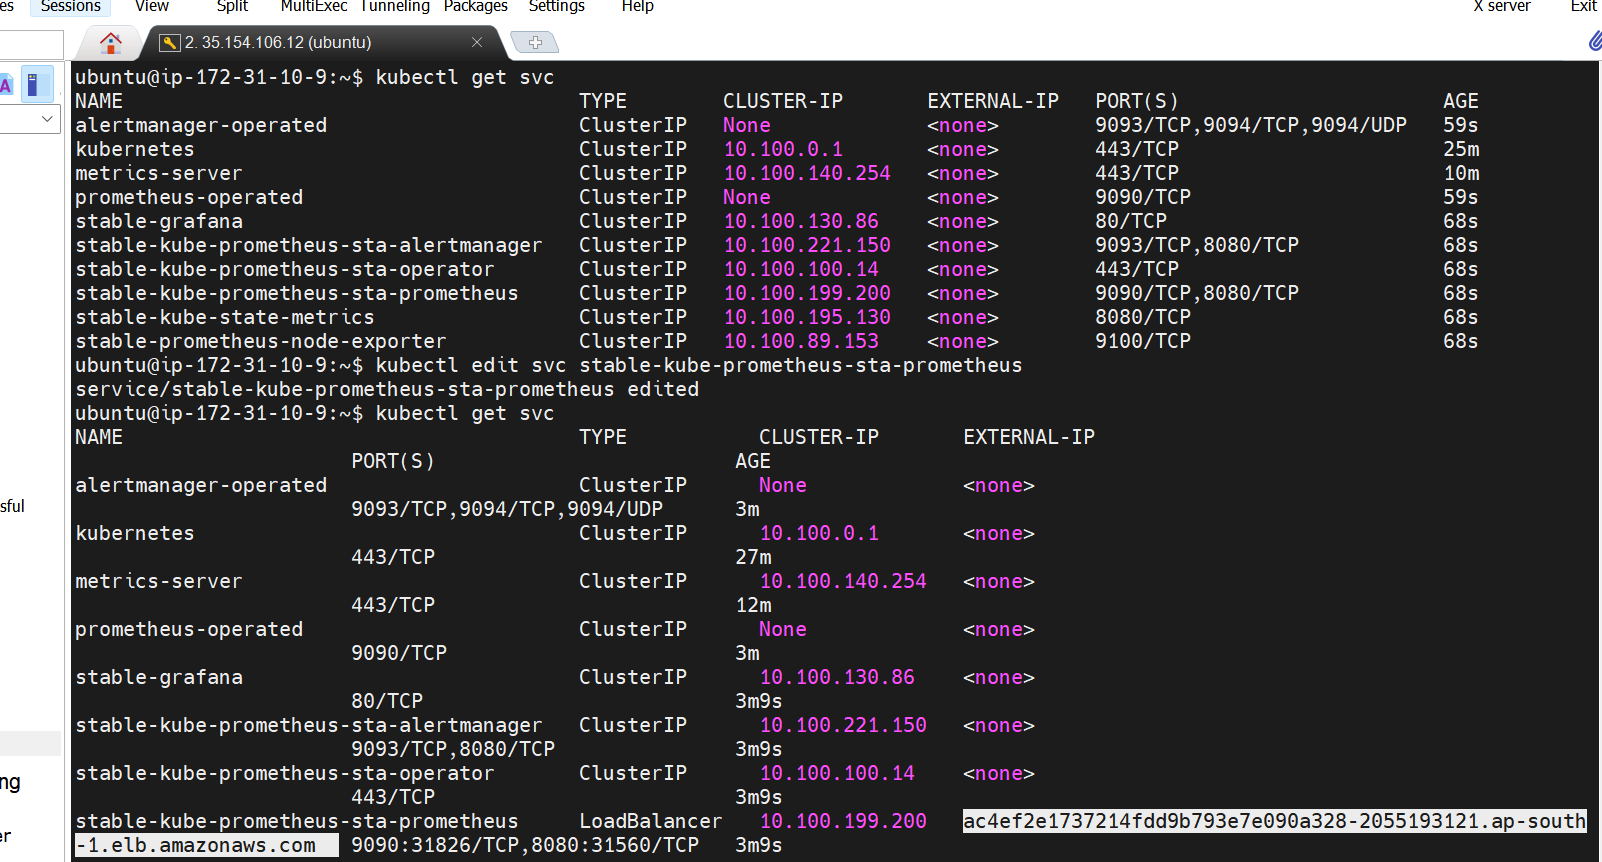 es Sessions View Split MultiExec Tunneling Packages Settings Help X server Exit
2. 35.154.106.12 (ubuntu)
A
ubuntu@ip-172-31-10-9:~$ kubectl get svc
NAME TYPE CLUSTER-IP EXTERNAL-IP PORT(S) AGE
alertmanager-operated ClusterIP None <none> 9093/TCP,9094/TCP,9094/UDP 59s
kubernetes ClusterIP 10.100.0.1 <none> 443/TCP 25m
metrics-server ClusterIP 10.100.140.254 <none> 443/TCP 10m
prometheus-operated ClusterIP None <none> 9090/TCP 59s
stable-grafana ClusterIP 10.100.130.86 <none> 80/TCP 68s
stable-kube-prometheus-sta-alertmanager ClusterIP 10.100.221.150 <none> 9093/TCP,8080/TCP 68s
stable-kube-prometheus-sta-operator ClusterIP 10.100.100.14 <none> 443/TCP 68s
stable-kube-prometheus-sta-prometheus ClusterIP 10.100.199.200 <none> 9090/TCP,8080/TCP 68s
stable-kube-state-metrics ClusterIP 10.100.195.130 <none> 8080/TCP 68s
stable-prometheus-node-exporter ClusterIP 10.100.89.153 <none> 9100/TCP 68s
ubuntu@ip-172-31-10-9:~$ kubectl edit svc stable-kube-prometheus-sta-prometheus
service/stable-kube-prometheus-sta-prometheus edited
ubuntu@ip-172-31-10-9:~$ kubectl get svc
NAME TYPE CLUSTER-IP EXTERNAL-IP
PORT(S) AGE
alertmanager-operated ClusterIP None <none>
9093/TCP,9094/TCP,9094/UDP 3m
kubernetes ClusterIP 10.100.0.1 <none>
443/TCP 27m
metrics-server ClusterIP 10.100.140.254 <none>
443/TCP 12m
prometheus-operated ClusterIP None <none>
9090/TCP 3m
stable-grafana ClusterIP 10.100.130.86 <none>
80/TCP 3m9s
stable-kube-prometheus-sta-alertmanager ClusterIP 10.100.221.150 <none>
9093/TCP,8080/TCP 3m9s
stable-kube-prometheus-sta-operator ClusterIP 10.100.100.14 <none>
443/TCP 3m9s
stable-kube-prometheus-sta-prometheus LoadBalancer 10.100.199.200 ac4ef2e1737214fdd9b793e7e090a328-2055193121.ap-south
-1.elb.amazonaws.com 9090:31826/TCP,8080:31560/TCP 3m9s
sful
ng
er